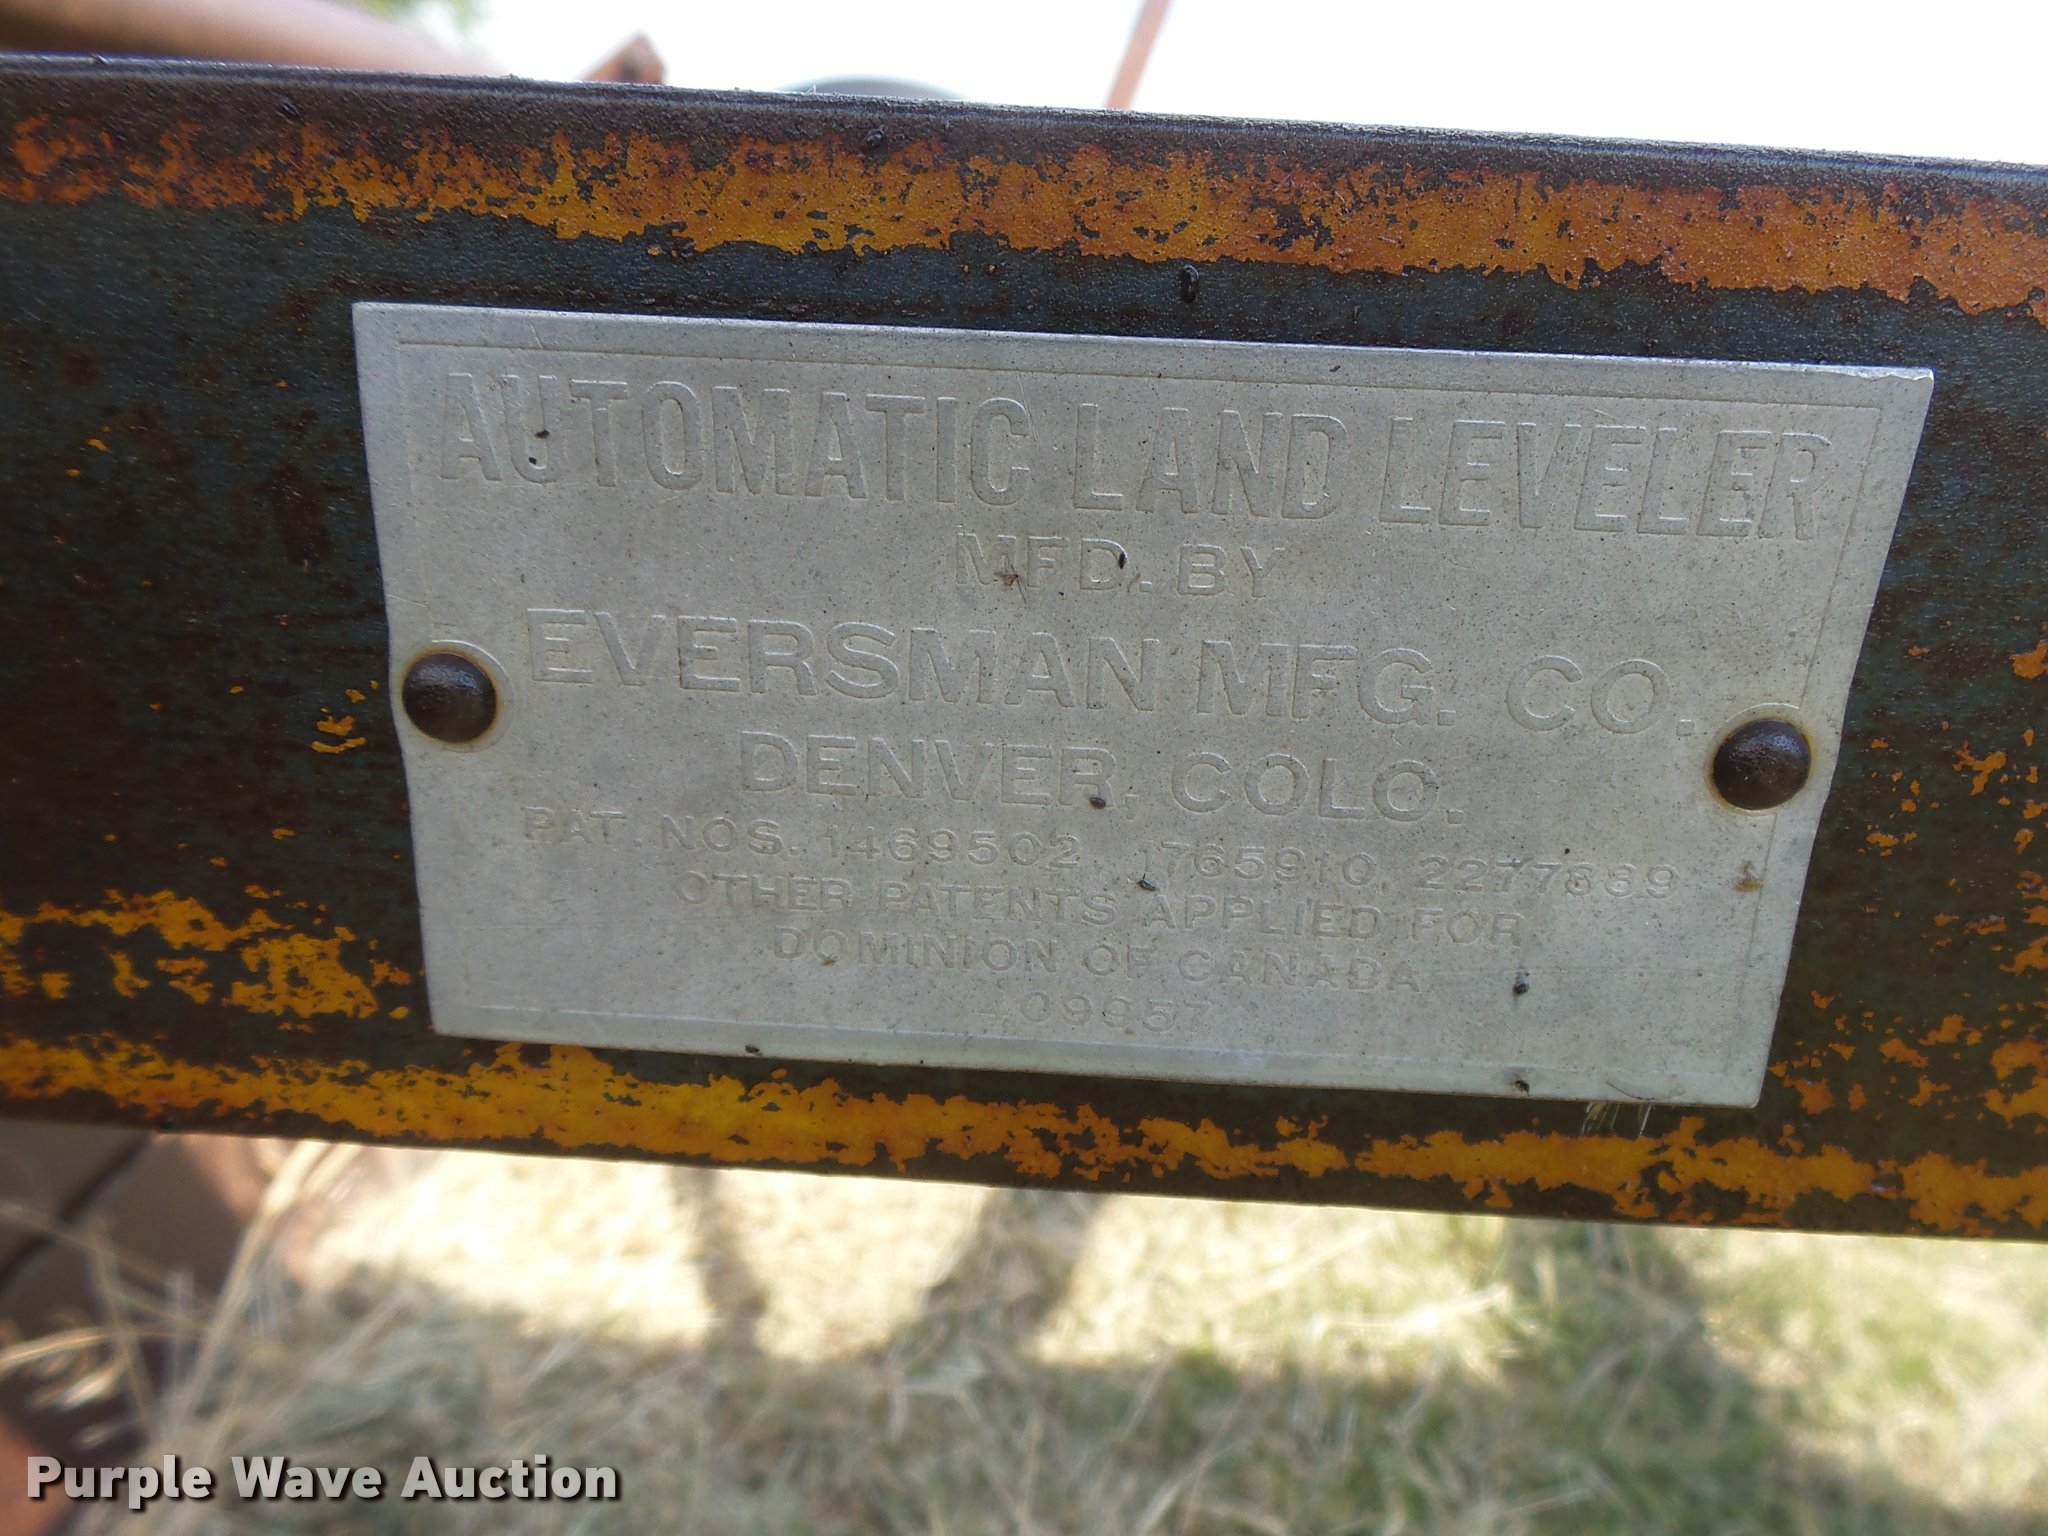 AUTOMATIC LAND LEVELER
MFD. BY
EVERSMAN MFG. CO.
DENVER, COLO.
PAT. NOS. 1469502, 1765910, 2277889
OTHER PATENTS APPLIED FOR
DOMINION OF CANADA
409957
Purple Wave Auction